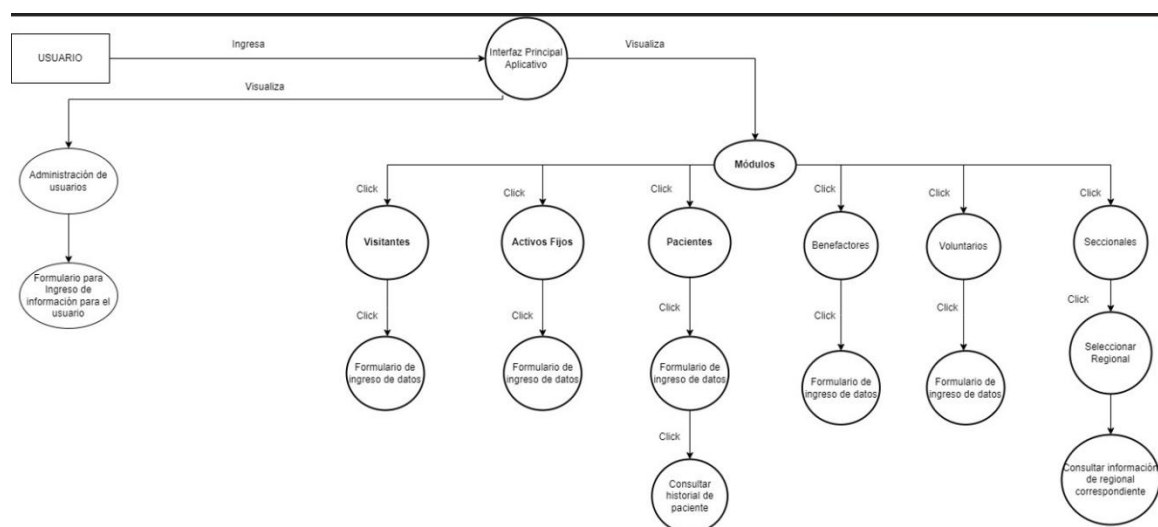 USUARIO
Ingresa
Interfaz Principal
Aplicativo
Visualiza
Visualiza
Administración de
usuarios
Formulario para
Ingreso de
información para el
usuario
Módulos
Click
Click
Click
Click
Click
Click
Visitantes
Activos Fijos
Pacientes
Benefactores
Voluntarios
Seccionales
Click
Click
Click
Click
Click
Click
Formulario de
ingreso de datos
Formulario de
ingreso de datos
Formulario de
ingreso de datos
Formulario de
ingreso de datos
Formulario de
ingreso de datos
Seleccionar
Regional
Click
Consultar
historial de
paciente
Consultar información
de regional
correspondiente